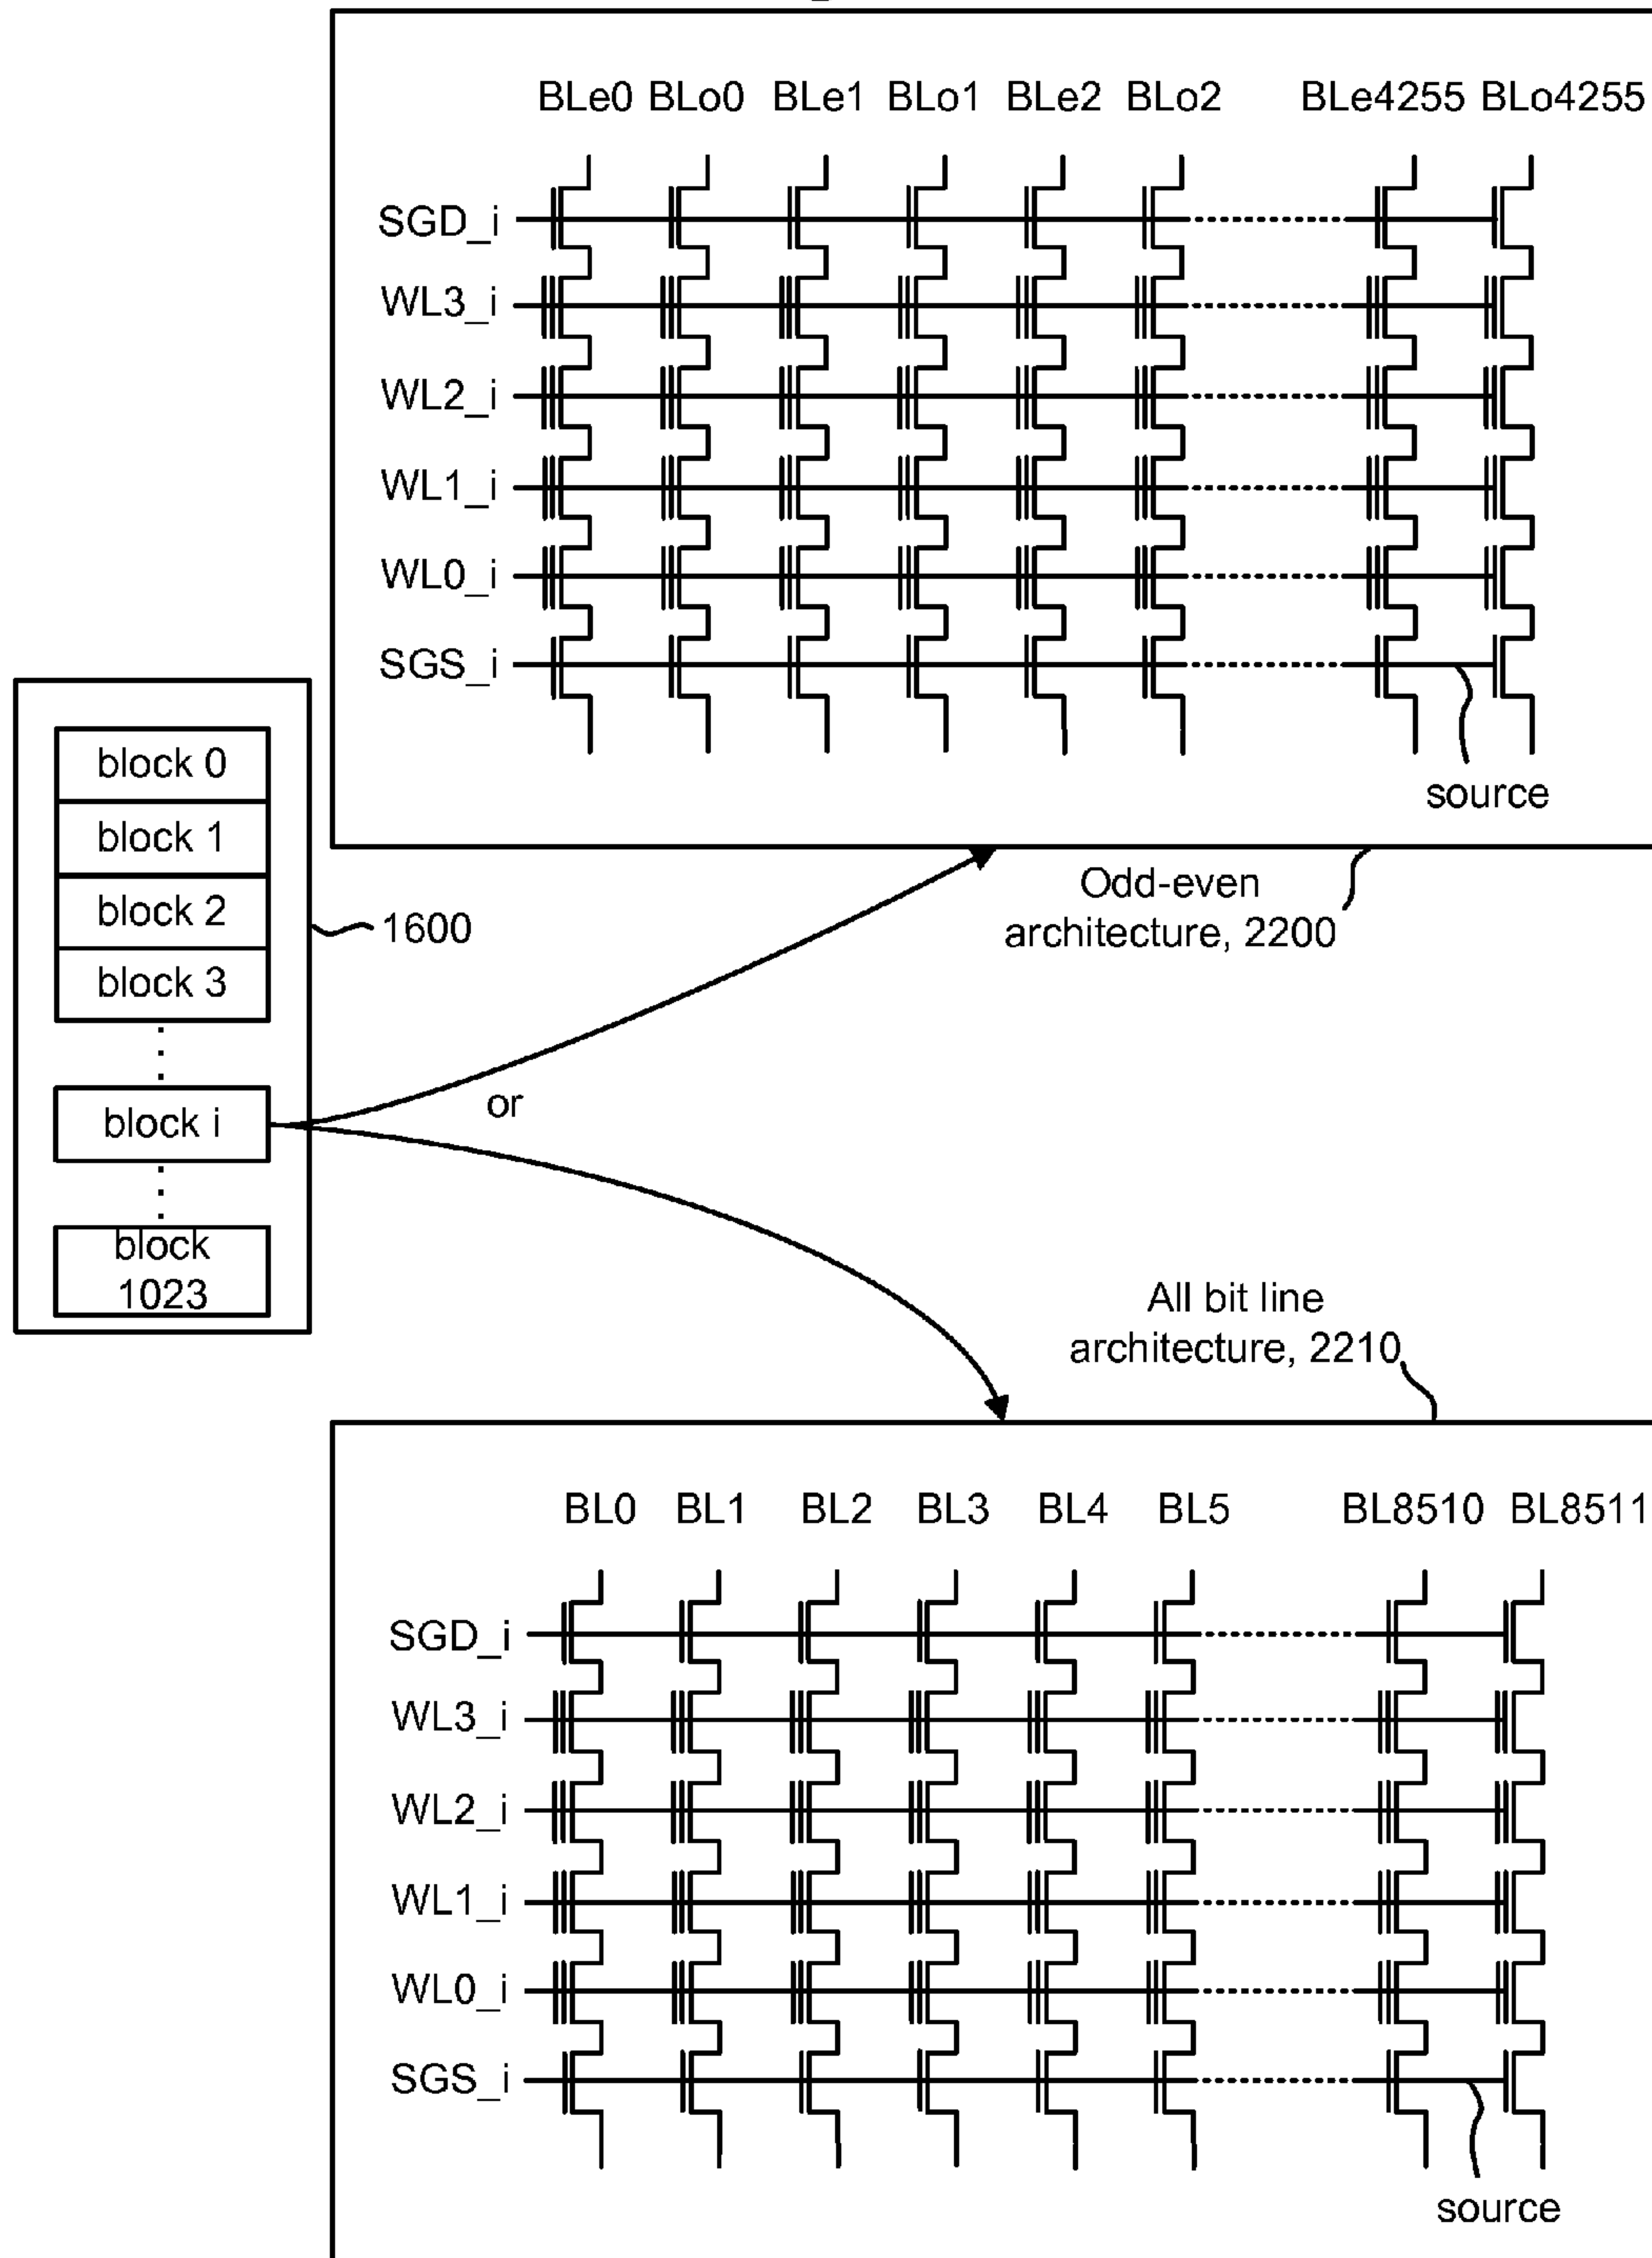 BLe0 BLo0 BLe1 BLo1 BLe2 BLo2 BLe4255 BLo4255
SGD_i
WL3_i
WL2_i
WL1_i
WL0_i
SGS_i
source
block 0
block 1
block 2
block 3
block i
block
1023
1600
or
Odd-even
architecture, 2200
All bit line
architecture, 2210
BL0 BL1 BL2 BL3 BL4 BL5 BL8510 BL8511
SGD_i
WL3_i
WL2_i
WL1_i
WL0_i
SGS_i
source